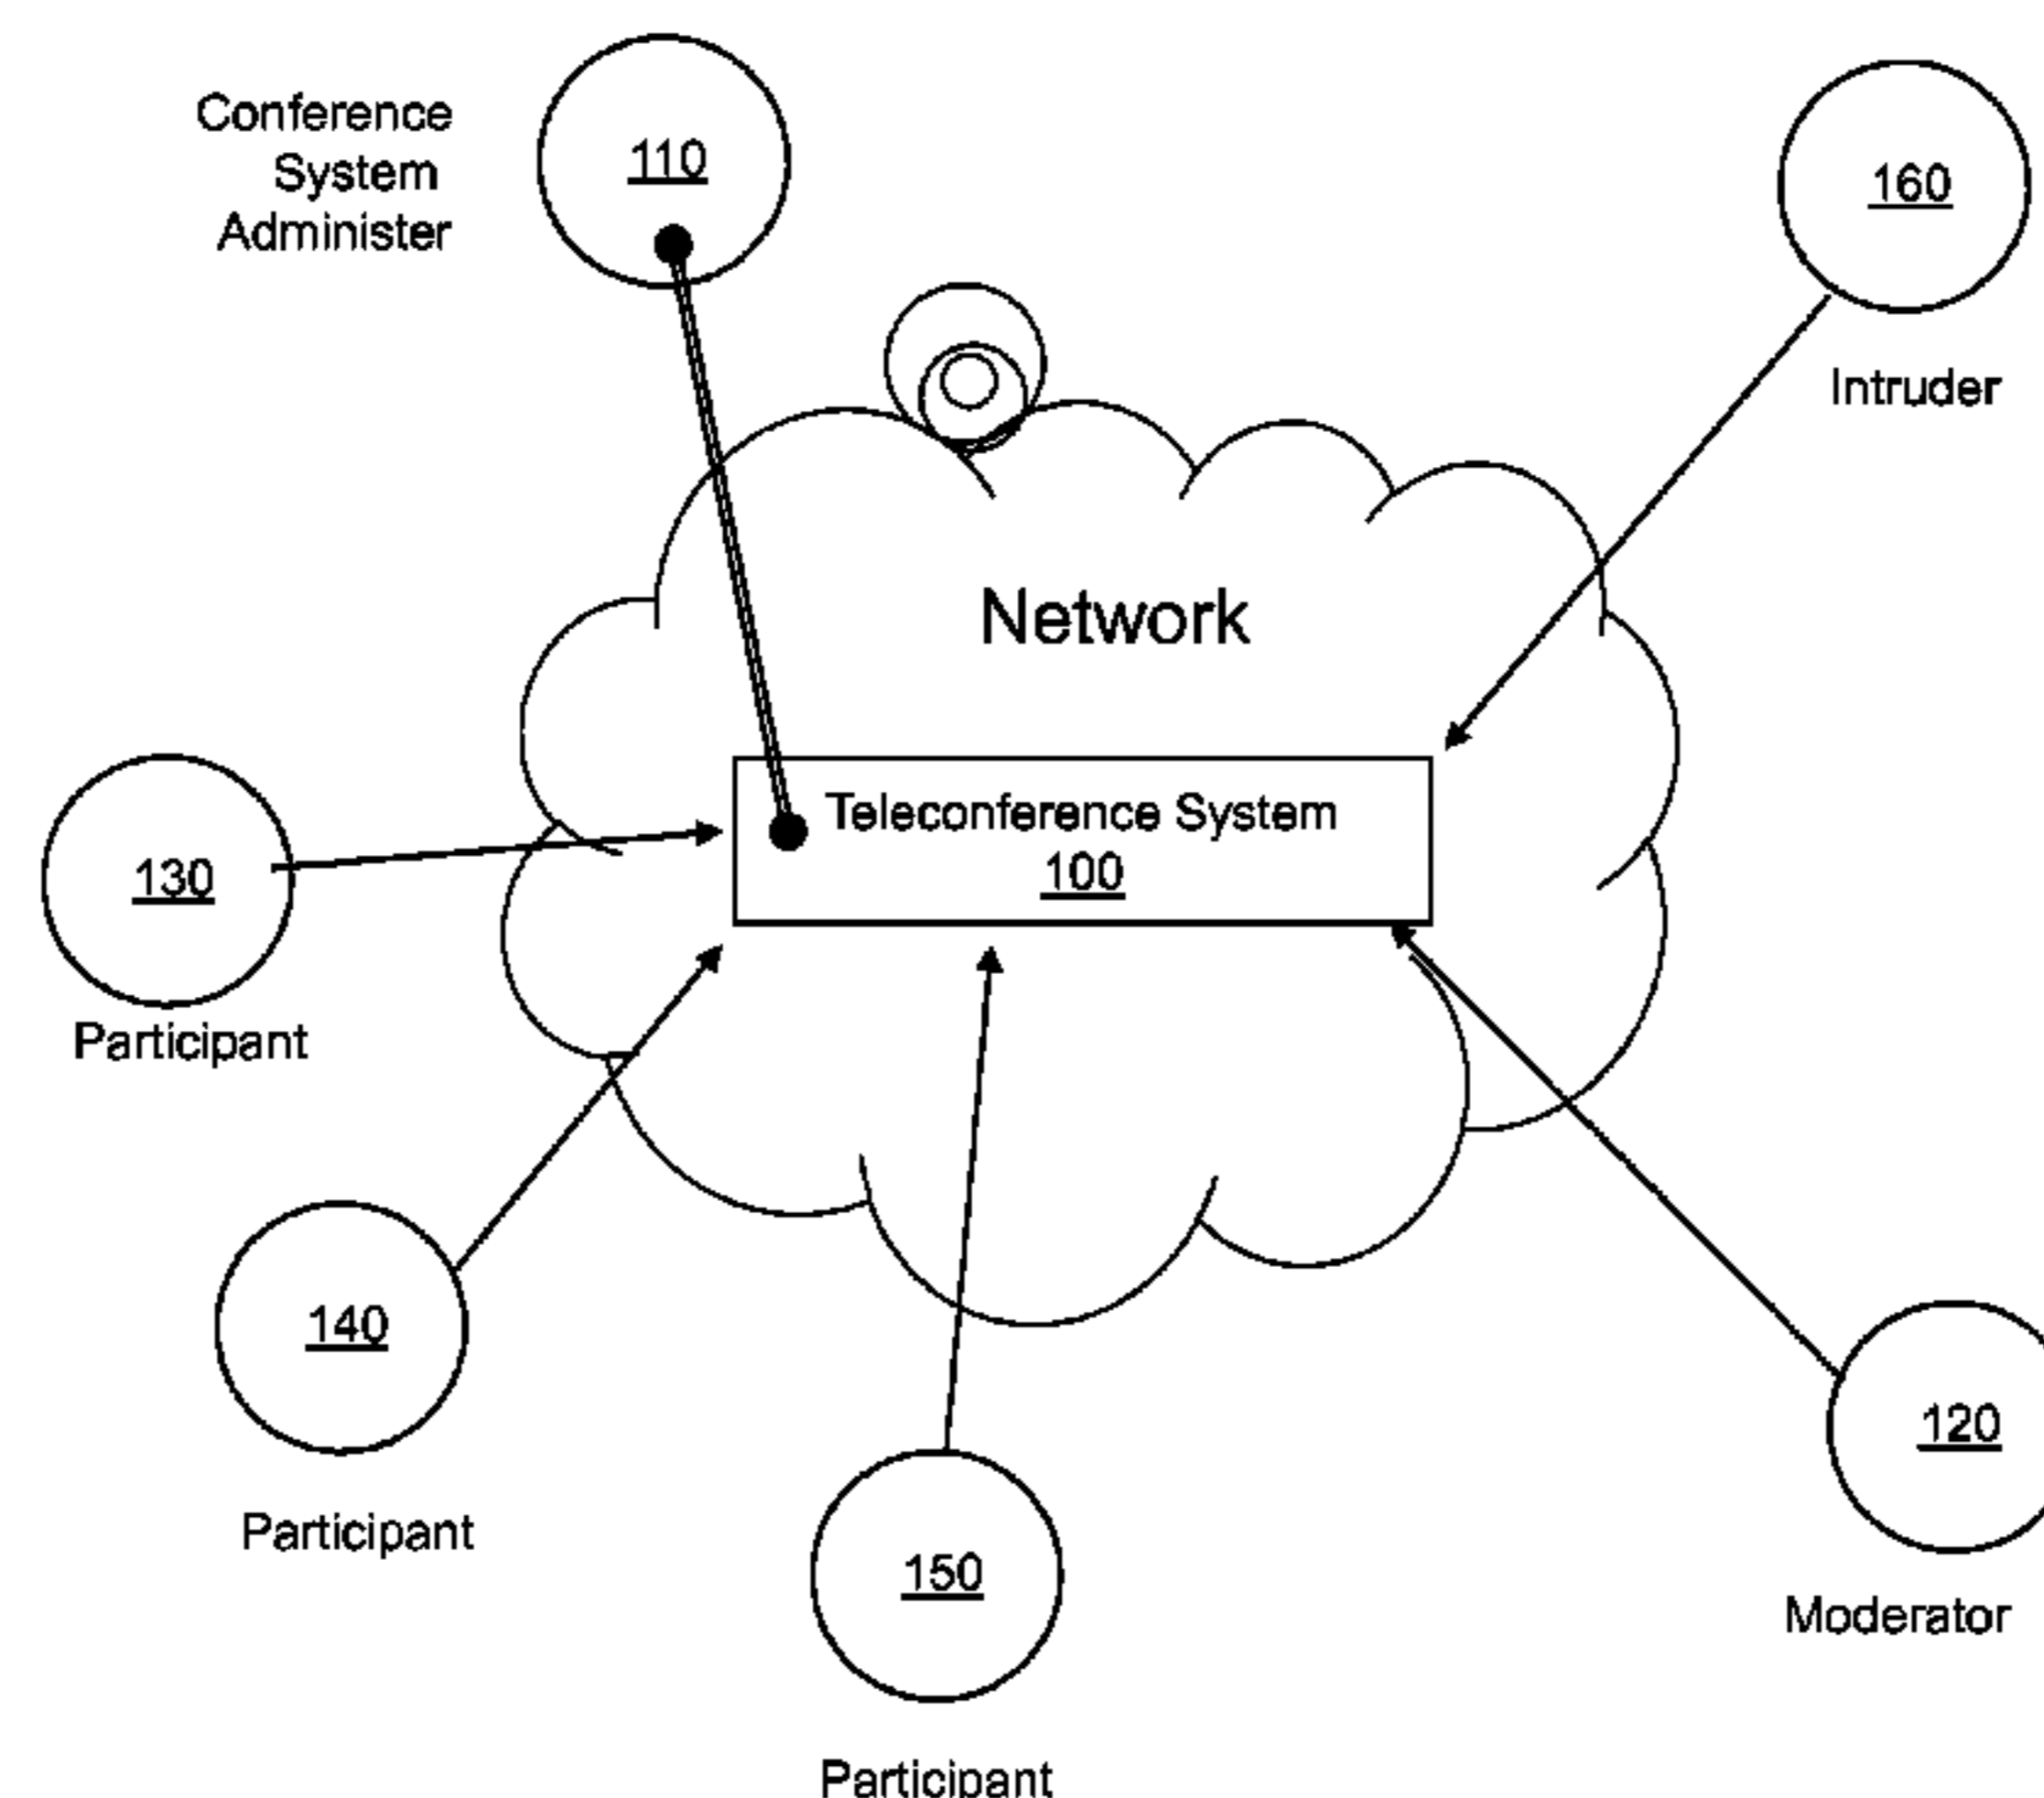 Conference
System
Administer
110
160
Intruder
Network
Teleconference System
100
130
Participant
140
Participant
120
Moderator
150
Participant